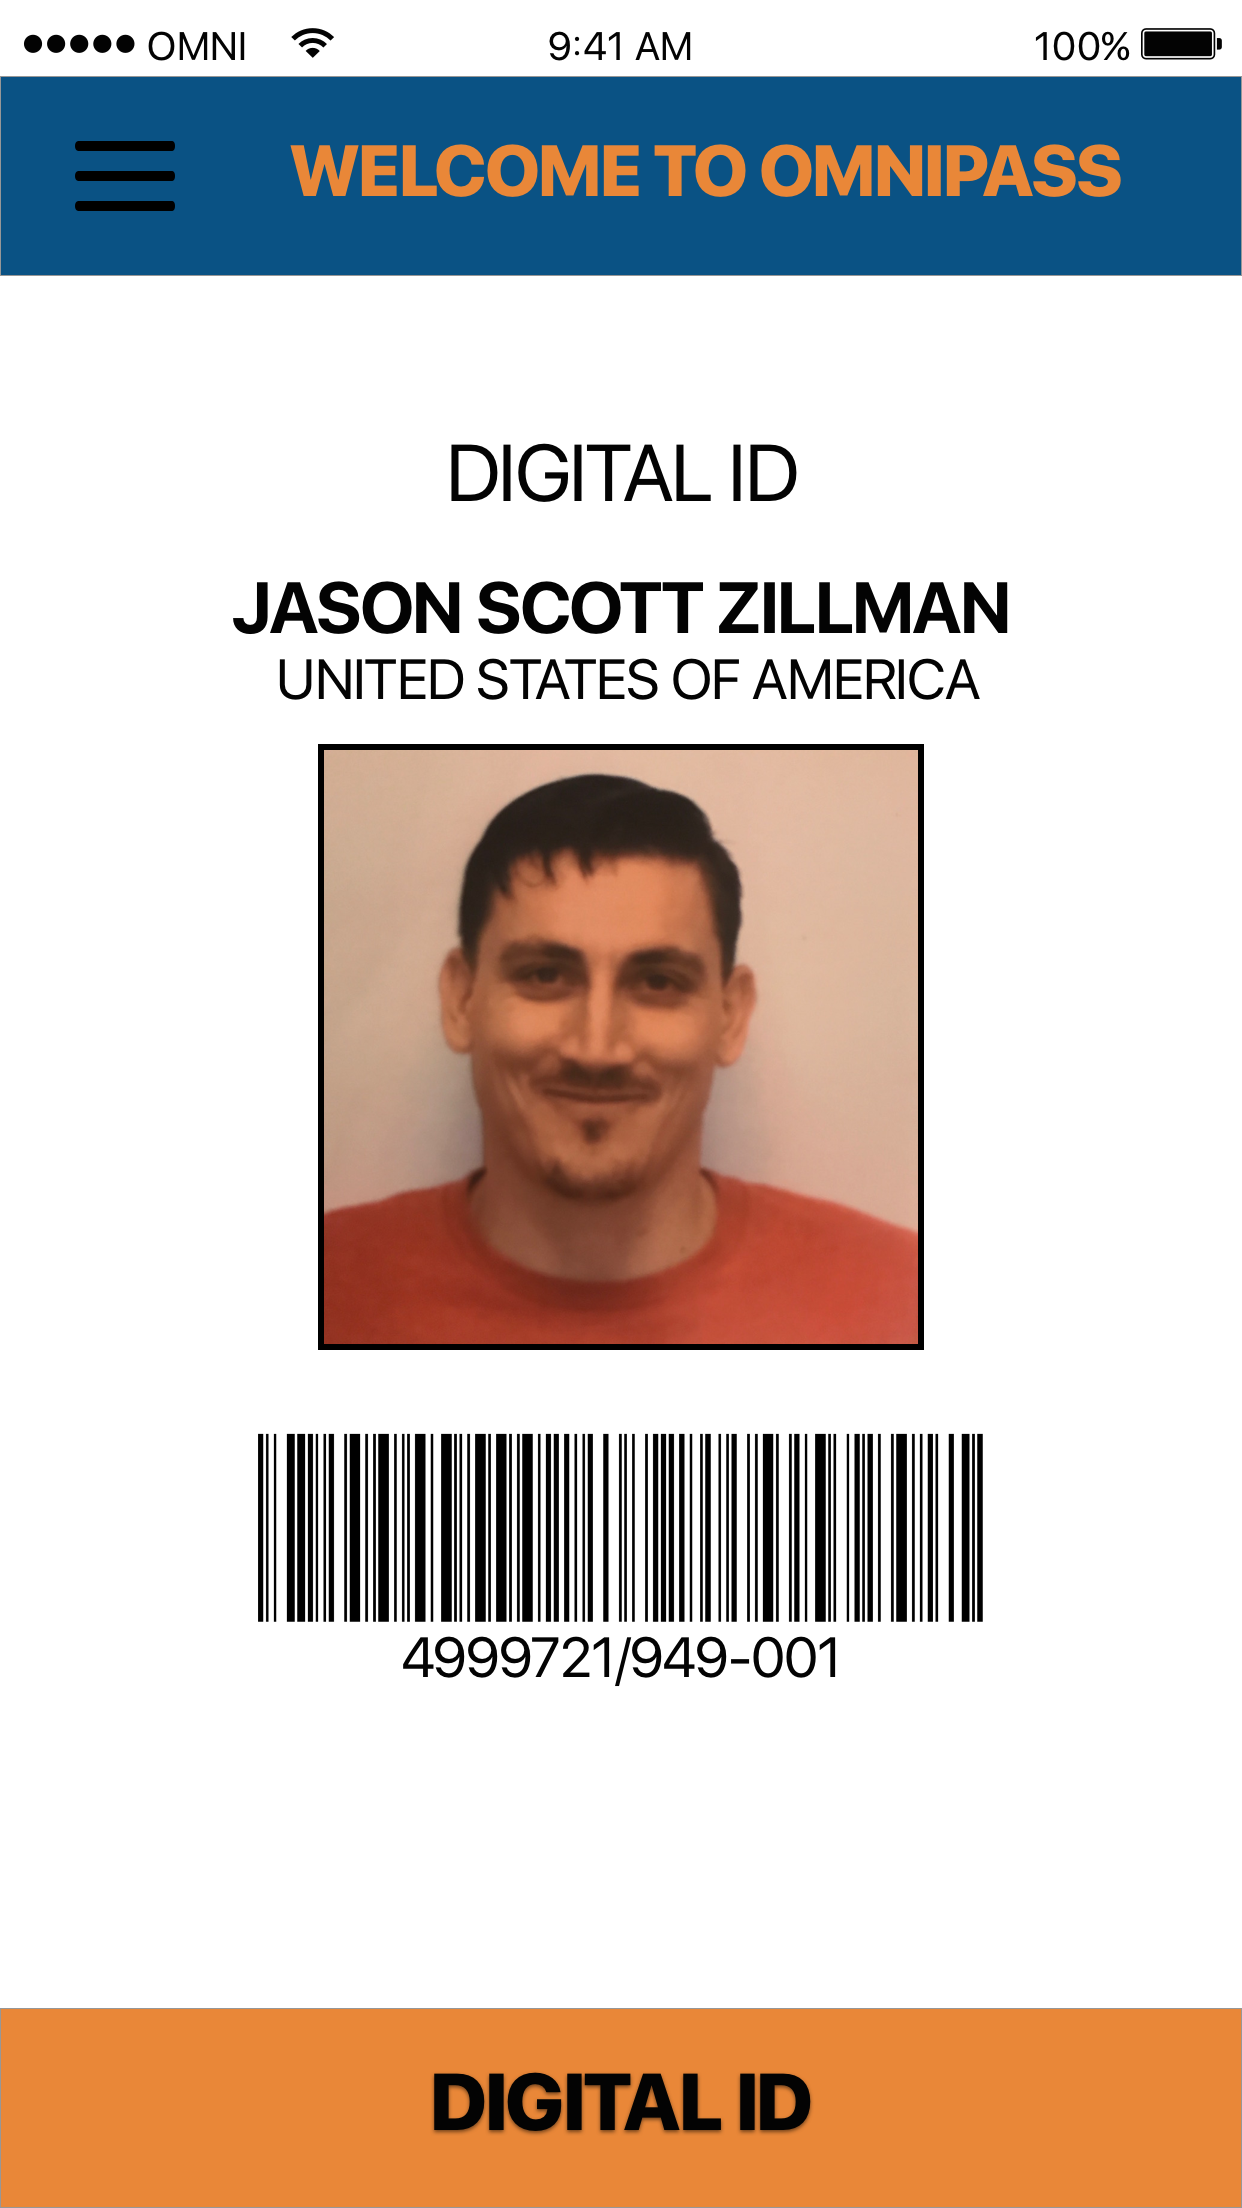 OMNI 9:41 AM 100%
WELCOME TO OMNIPASS
DIGITAL ID
JASON SCOTT ZILLMAN
UNITED STATES OF AMERICA
4999721/949-001
DIGITAL ID